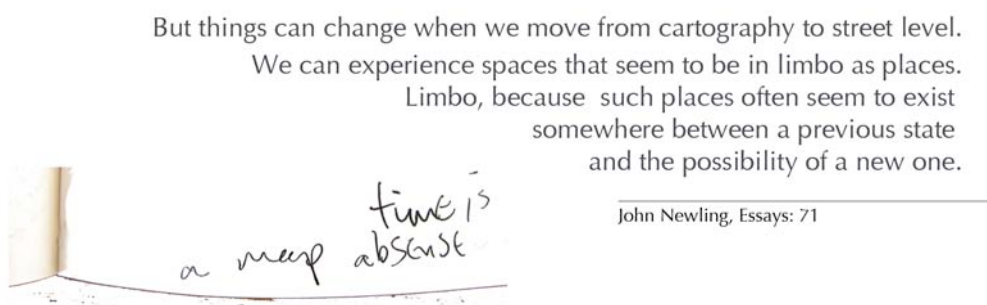 But things can change when we move from cartography to street level.
We can experience spaces that seem to be in limbo as places.
Limbo, because such places often seem to exist
somewhere between a previous state
and the possibility of a new one.
John Newling, Essays: 71
time is
a map absense